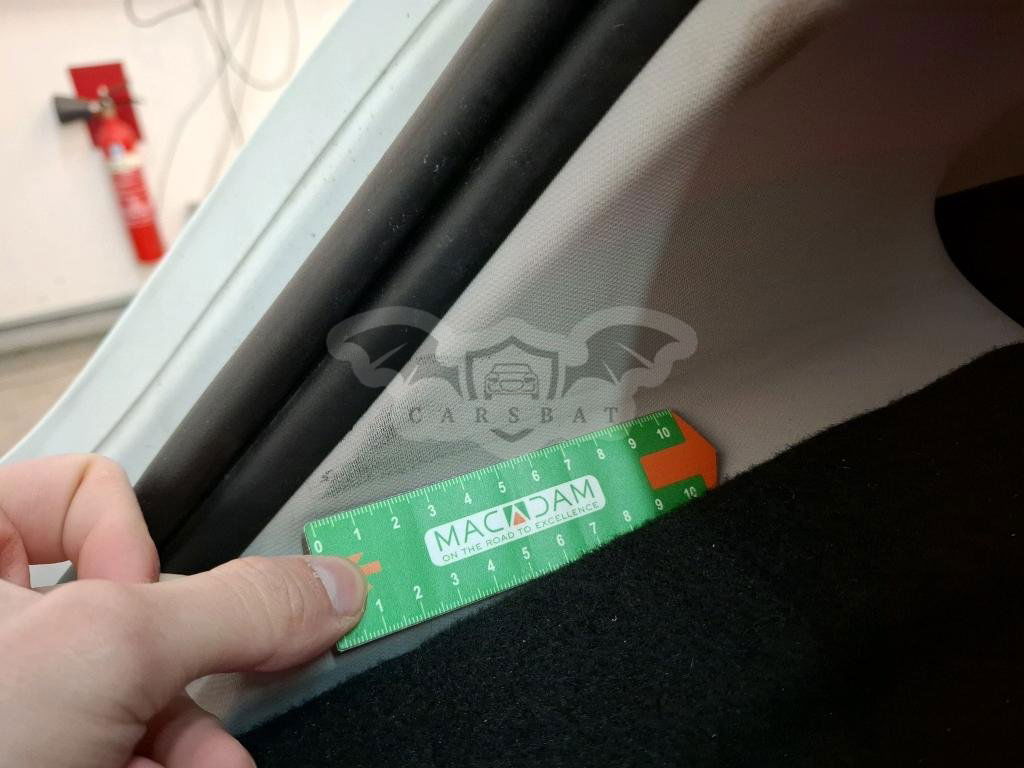 CARSBAT
0 1 2 3 4 5 6 7 8 9 10
MACADAM
ON THE ROAD TO EXCELLENCE
1 2 3 4 5 6 7 8 9 10